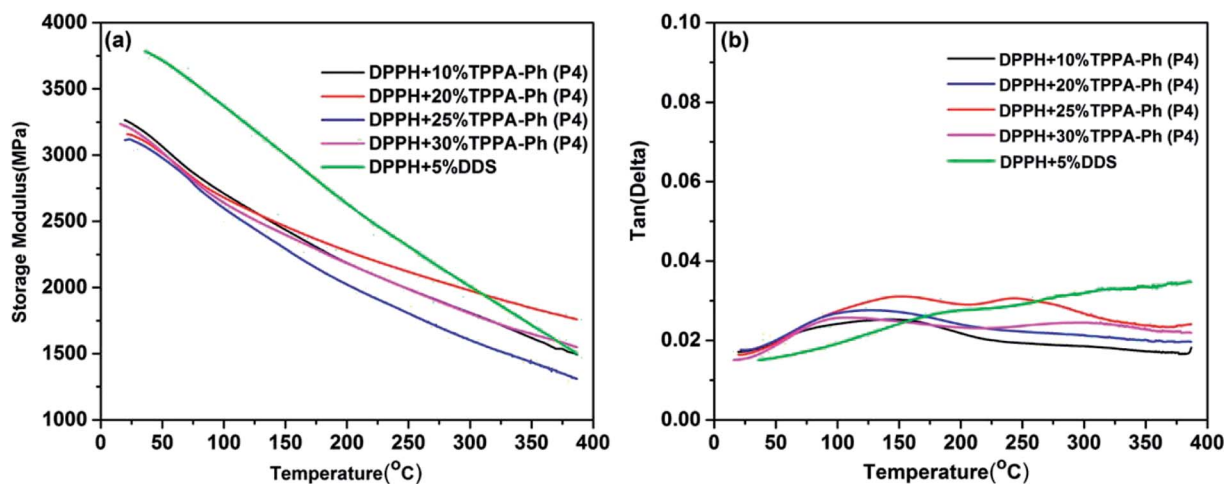 (a)
DPPH+10%TPPA-Ph (P4)
DPPH+20%TPPA-Ph (P4)
DPPH+25%TPPA-Ph (P4)
DPPH+30%TPPA-Ph (P4)
DPPH+5%DDS
Storage Modulus(MPa)
4000
3500
3000
2500
2000
1500
1000
0 50 100 150 200 250 300 350 400
Temperature(°C)
(b)
DPPH+10%TPPA-Ph (P4)
DPPH+20%TPPA-Ph (P4)
DPPH+25%TPPA-Ph (P4)
DPPH+30%TPPA-Ph (P4)
DPPH+5%DDS
Tan(Delta)
0.10
0.08
0.06
0.04
0.02
0.00
0 50 100 150 200 250 300 350 400
Temperature(°C)